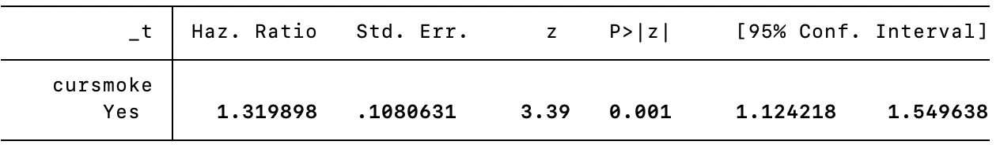 _t Haz. Ratio Std. Err. z P>|z| [95% Conf. Interval]
cursmoke
Yes 1.319898 .1080631 3.39 0.001 1.124218 1.549638